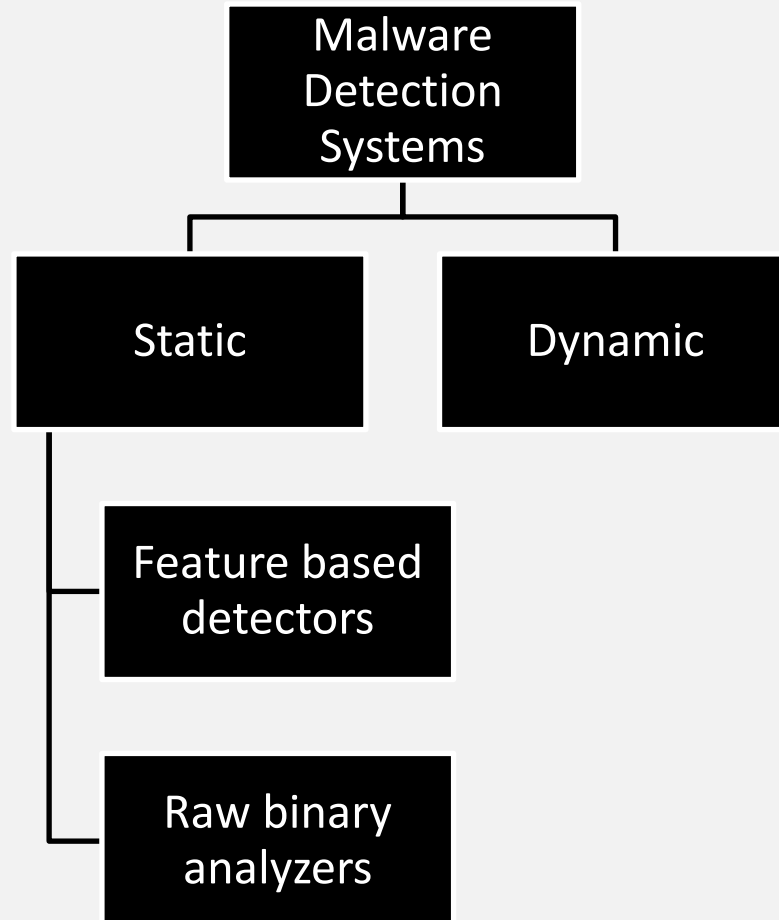 Malware
Detection
Systems
Static
Dynamic
Feature based
detectors
Raw binary
analyzers